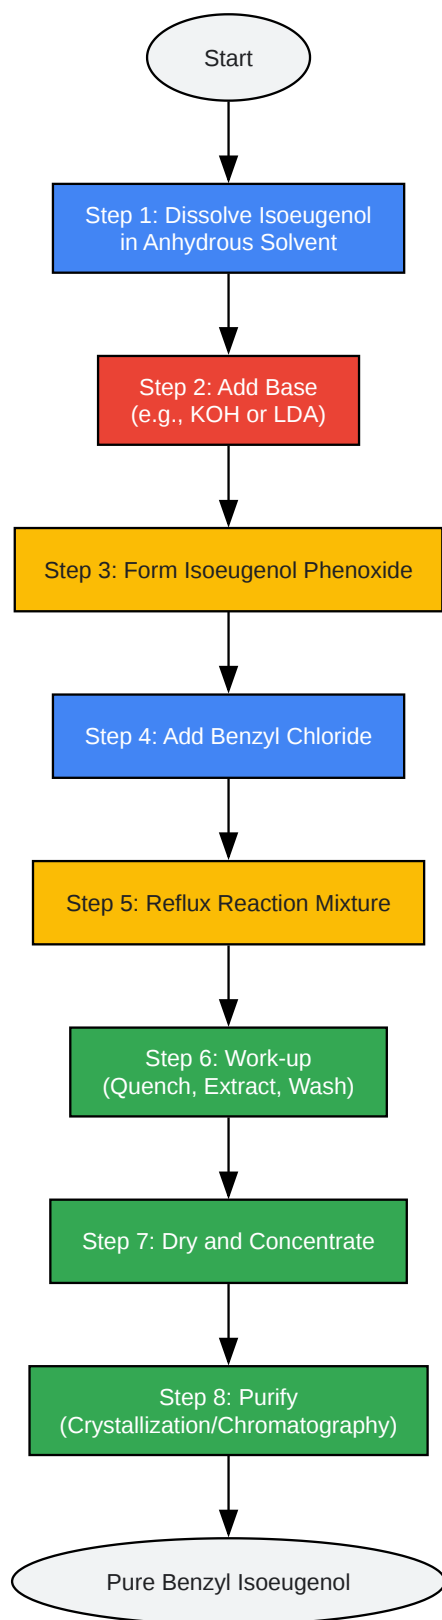 Start
Step 1: Dissolve Isoeugenol
in Anhydrous Solvent
Step 2: Add Base
(e.g., KOH or LDA)
Step 3: Form Isoeugenol Phenoxide
Step 4: Add Benzyl Chloride
Step 5: Reflux Reaction Mixture
Step 6: Work-up
(Quench, Extract, Wash)
Step 7: Dry and Concentrate
Step 8: Purify
(Crystallization/Chromatography)
Pure Benzyl Isoeugenol